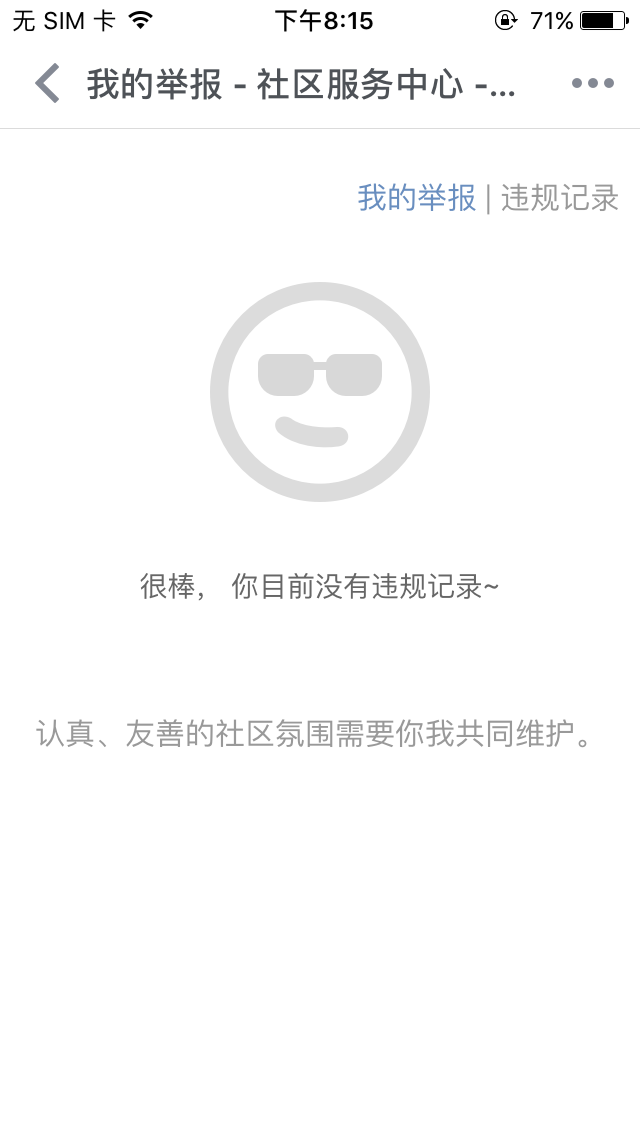 无 SIM 卡 下午8:15 71%
我的举报 - 社区服务中心 -...
我的举报 | 违规记录
很棒， 你目前没有违规记录~
认真、友善的社区氛围需要你我共同维护。